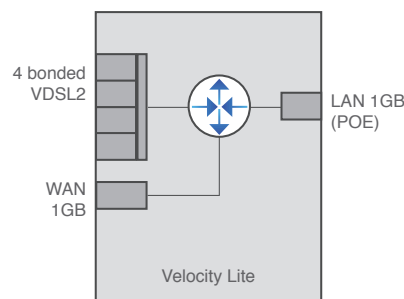 4 bonded
VDSL2
LAN 1GB
(POE)
WAN
1GB
Velocity Lite